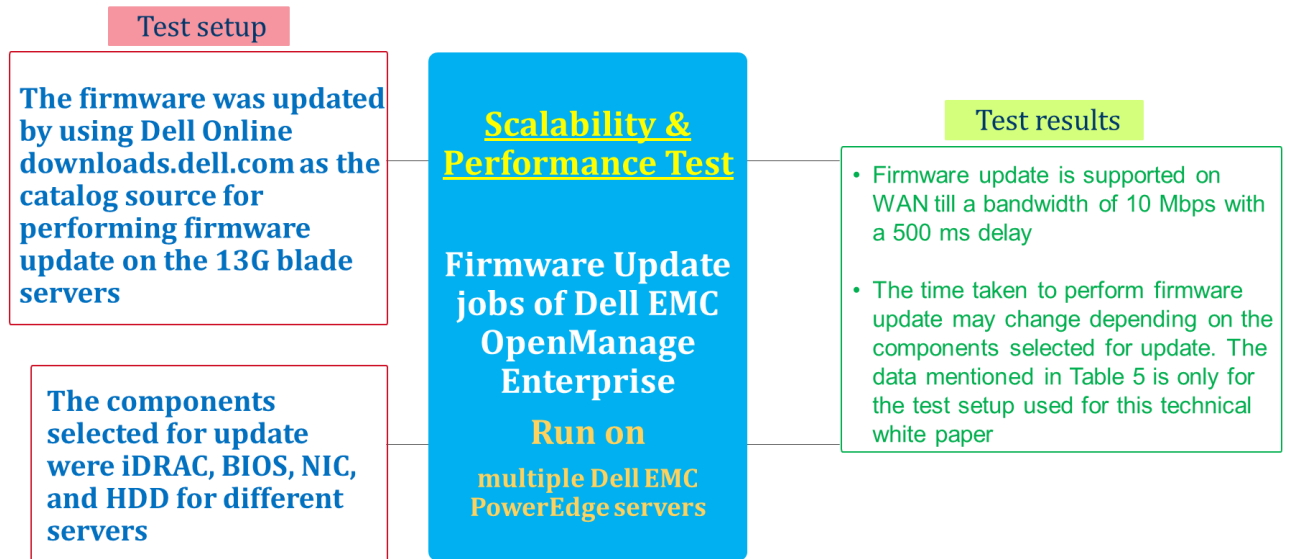 Test setup
The firmware was updated
by using Dell Online
downloads.dell.com as the
catalog source for
performing firmware
update on the 13G blade
servers
The components
selected for update
were iDRAC, BIOS, NIC,
and HDD for different
servers
Scalability &
Performance Test
Firmware Update
jobs of Dell EMC
OpenManage
Enterprise
Run on
multiple Dell EMC
PowerEdge servers
Test results
• Firmware update is supported on
WAN till a bandwidth of 10 Mbps with
a 500 ms delay
• The time taken to perform firmware
update may change depending on the
components selected for update. The
data mentioned in Table 5 is only for
the test setup used for this technical
white paper